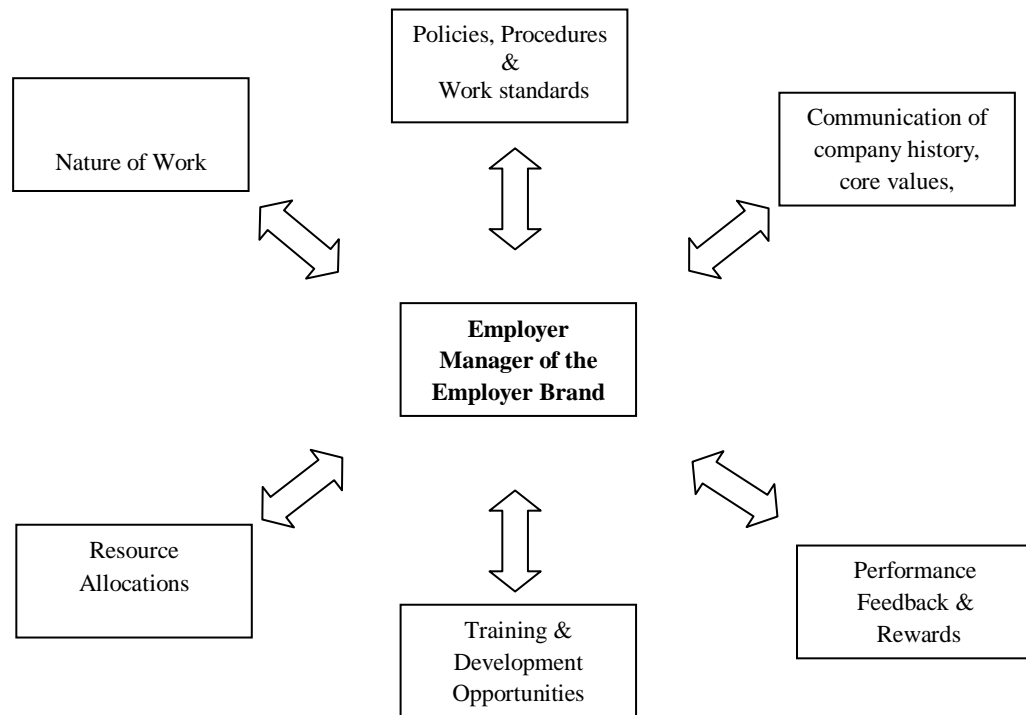 Policies, Procedures
&
Work standards
Nature of Work
Communication of
company history,
core values,
Employer
Manager of the
Employer Brand
Resource
Allocations
Training &
Development
Opportunities
Performance
Feedback &
Rewards